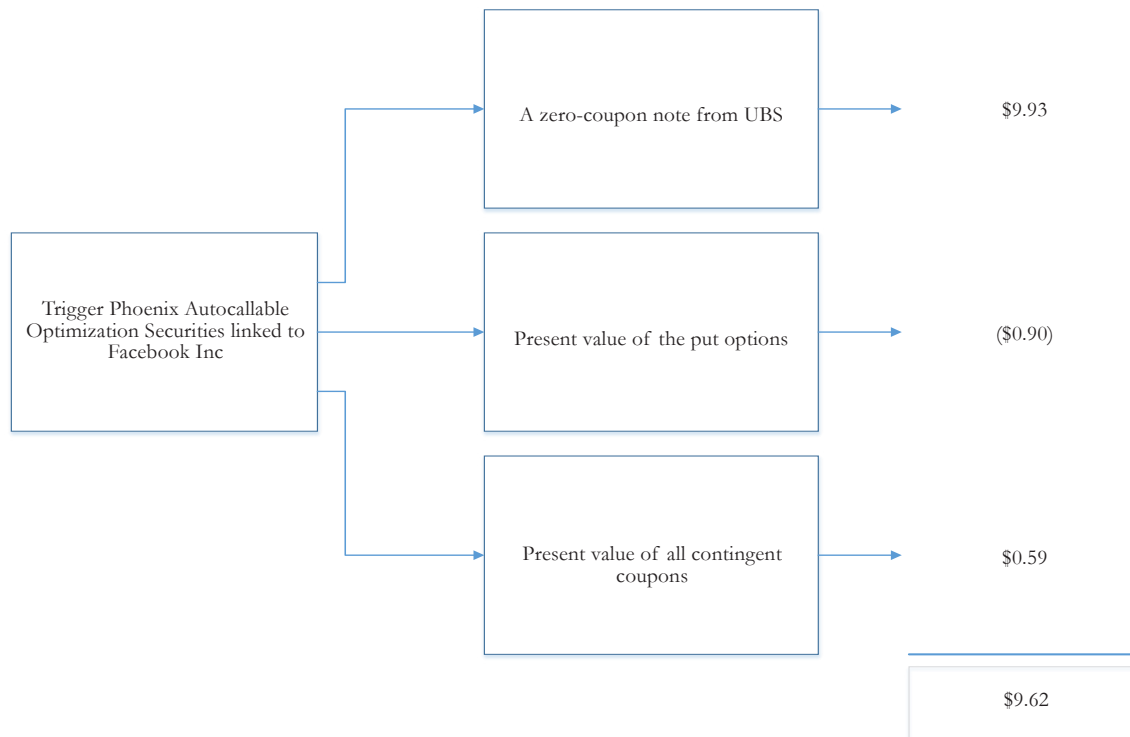 A zero-coupon note from UBS
$9.93
Trigger Phoenix Autocallable
Optimization Securities linked to
Facebook Inc
Present value of the put options
($0.90)
Present value of all contingent
coupons
$0.59
$9.62